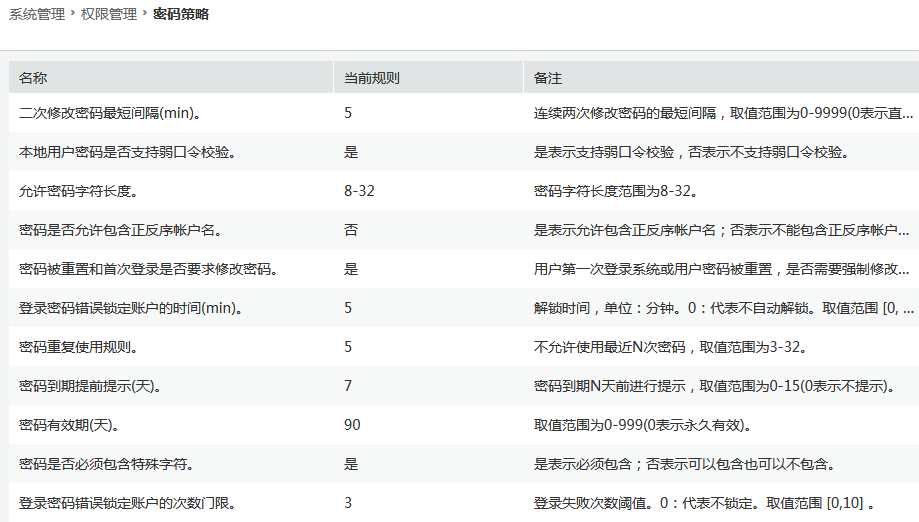 系统管理 > 权限管理 > 密码策略
名称 当前规则 备注
二次修改密码最短间隔(min)。 5 连续两次修改密码的最短间隔，取值范围为0-9999(0表示直...
本地用户密码是否支持弱口令校验。 是 是表示支持弱口令校验，否表示不支持弱口令校验。
允许密码字符长度。 8-32 密码字符长度范围为8-32。
密码是否允许包含正反序帐户名。 否 是表示允许包含正反序帐户名；否表示不能包含正反序帐户...
密码被重置和首次登录是否要求修改密码。 是 用户第一次登录系统或用户密码被重置，是否需要强制修改...
登录密码错误锁定账户的时间(min)。 5 解锁时间，单位：分钟。0：代表不自动解锁。取值范围 [0, ...
密码重复使用规则。 5 不允许使用最近N次密码，取值范围为3-32。
密码到期提前提示(天)。 7 密码到期N天前进行提示，取值范围为0-15(0表示不提示)。
密码有效期(天)。 90 取值范围为0-999(0表示永久有效)。
密码是否必须包含特殊字符。 是 是表示必须包含；否表示可以包含也可以不包含。
登录密码错误锁定账户的次数门限。 3 登录失败次数阈值。0：代表不锁定。取值范围 [0,10] 。